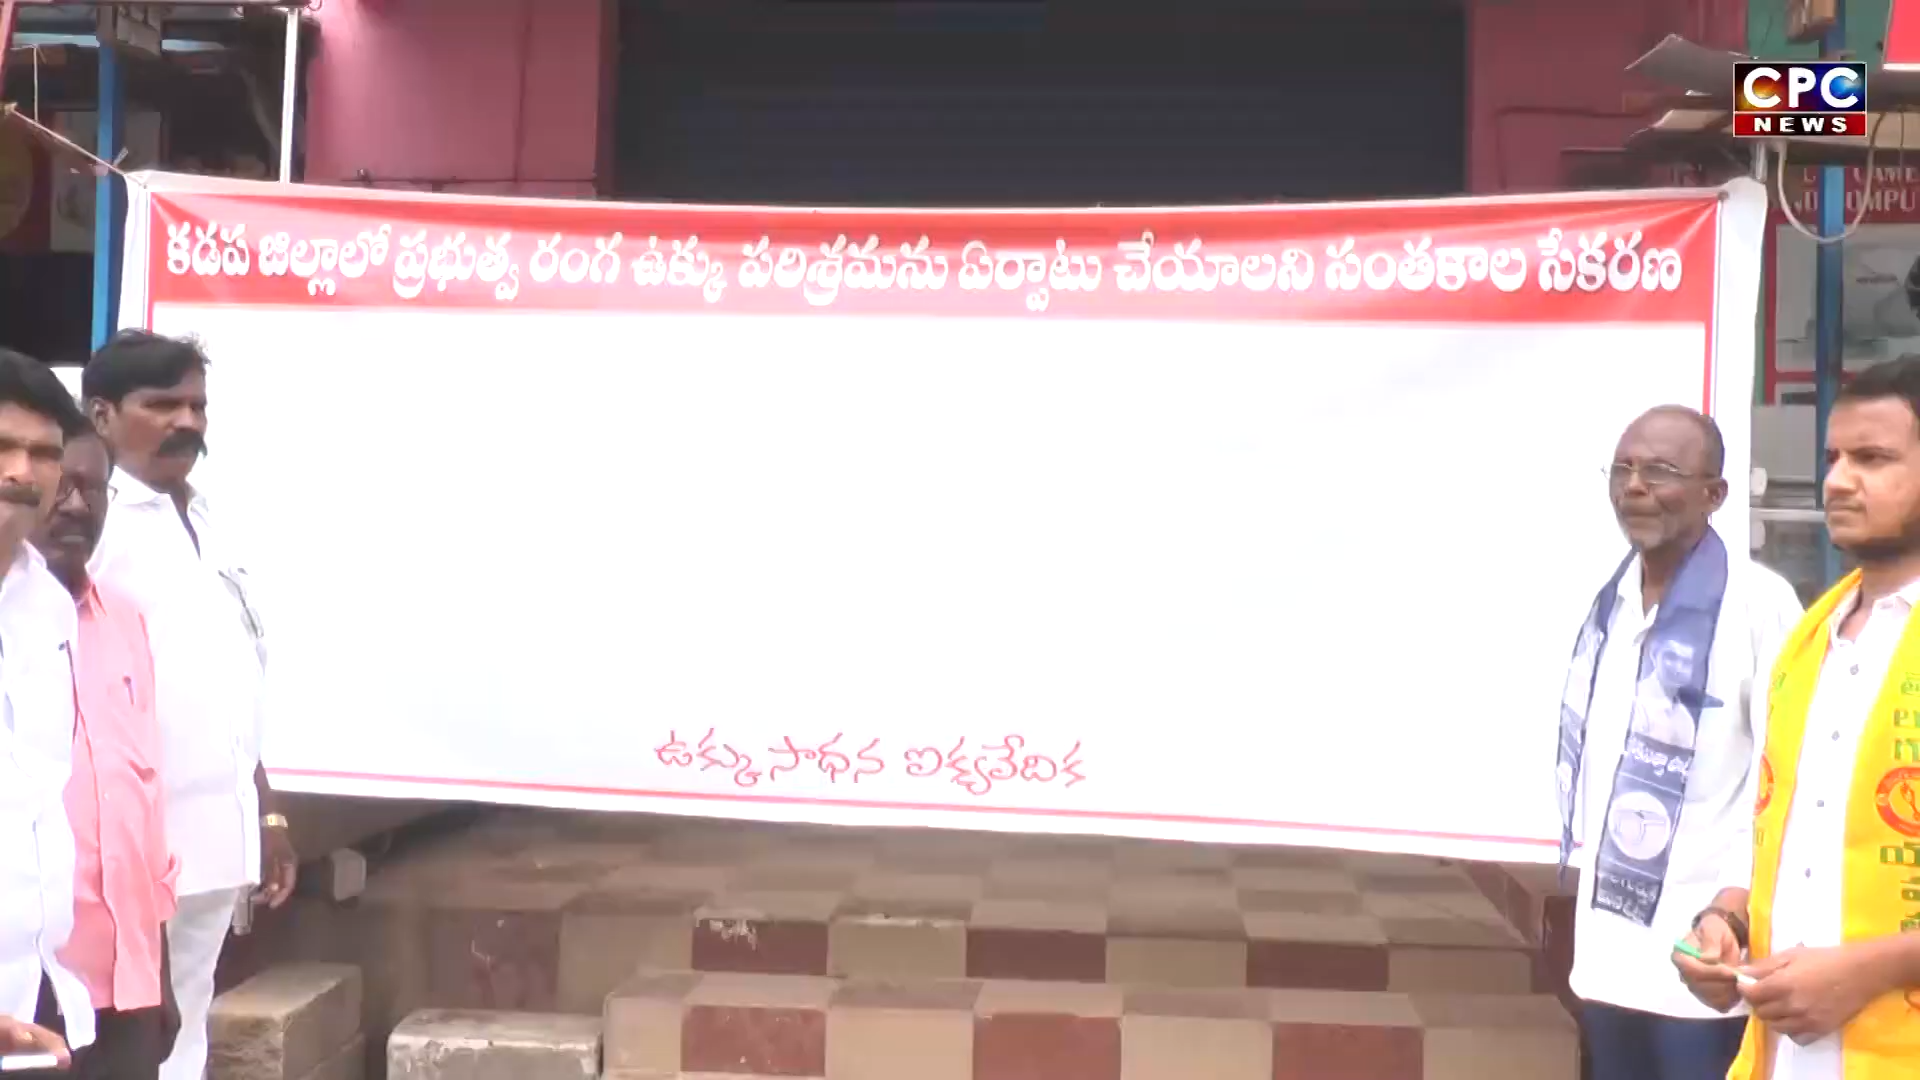 CPC
NEWS
కడప జిల్లాలో ప్రభుత్వ రంగ ఉక్కు పరిశ్రమను ఏర్పాటు చేయాలని సంతకాల సేకరణ
ఉక్కు సాధన ఐక్యవేదిక